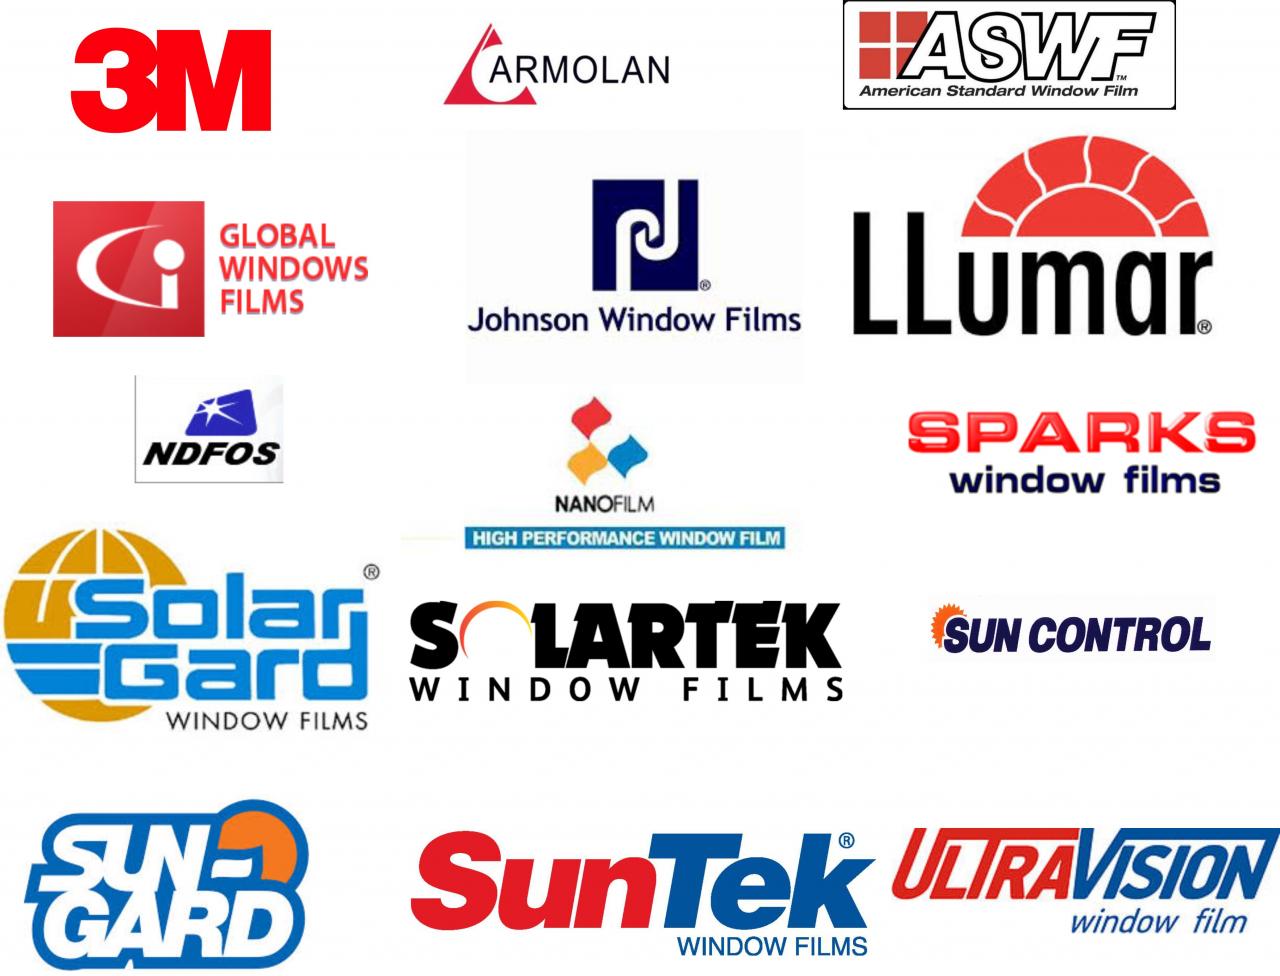 3M
ARMOLAN
ASWF™
American Standard Window Film
GLOBAL
WINDOWS
FILMS
®
Johnson Window Films
LLumar®
NDFOS
NANOFILM
HIGH PERFORMANCE WINDOW FILM
SPARKS
window films
Solar
Gard®
WINDOW FILMS
SOLARTEK
WINDOW FILMS
SUN CONTROL
SUN-
GARD
SunTek®
WINDOW FILMS
ULTRAVISION
window film